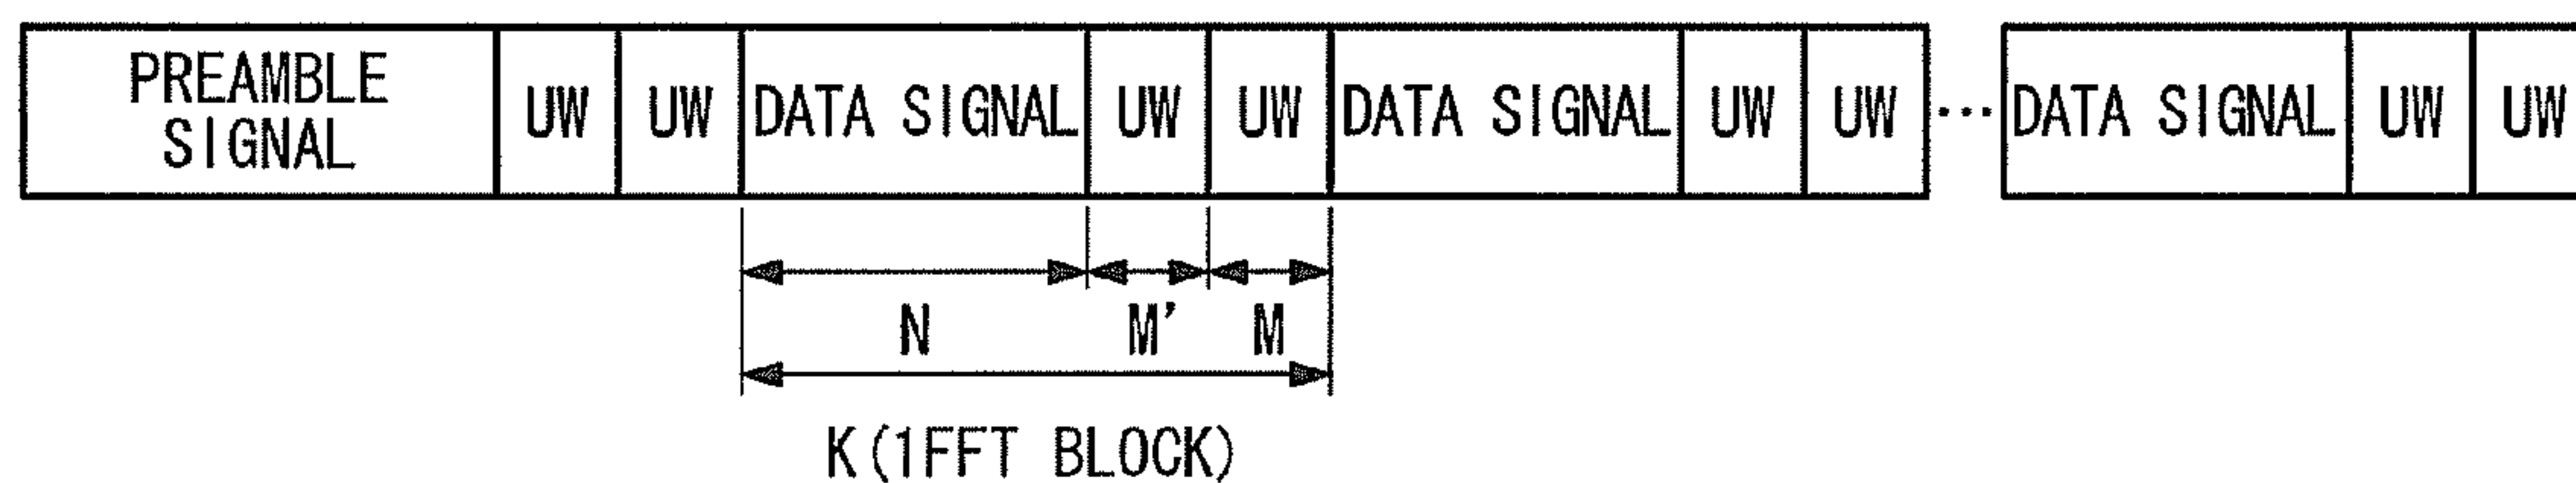 PREAMBLE
SIGNAL
UW
UW
DATA SIGNAL
UW
UW
DATA SIGNAL
UW
UW
...
DATA SIGNAL
UW
UW
N
M'
M
K(1FFT BLOCK)